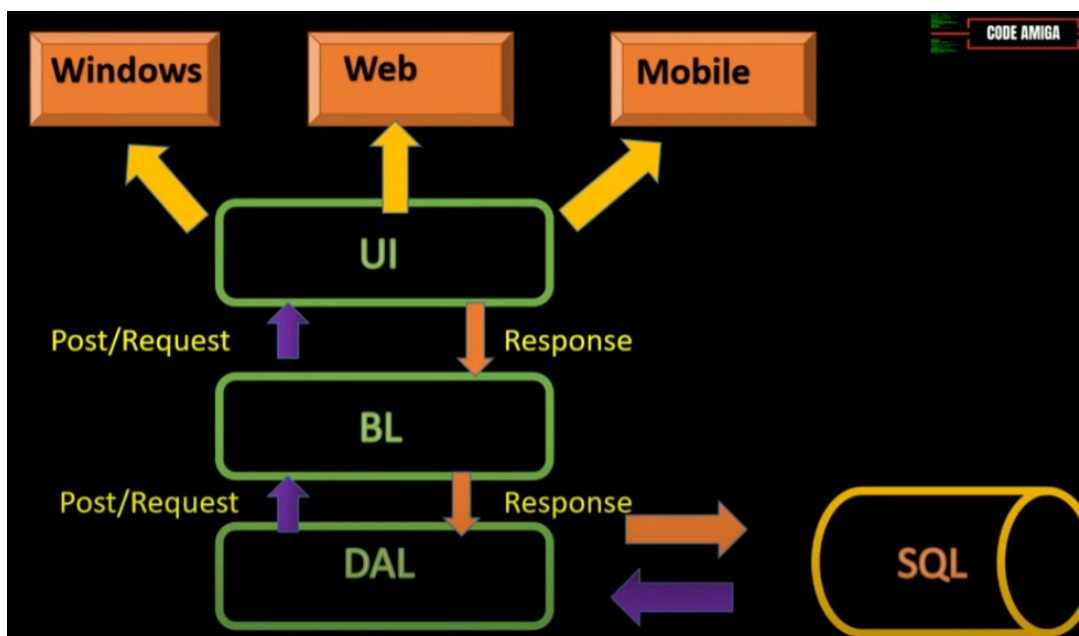 CODE AMIGA
Windows
Web
Mobile
UI
Post/Request
Response
BL
Post/Request
Response
DAL
SQL